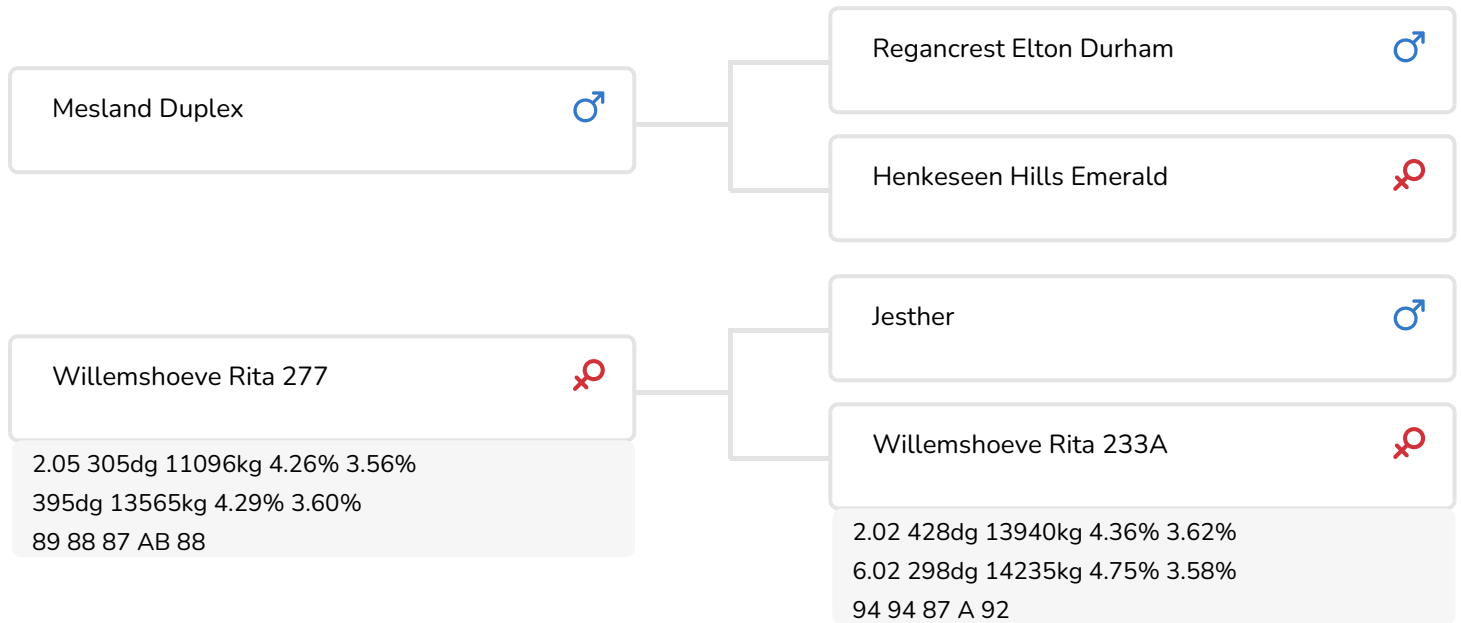 Mesland Duplex
Regancrest Elton Durham
Henkeseen Hills Emerald
Willemshoeve Rita 277
2.05 305dg 11096kg 4.26% 3.56%
395dg 13565kg 4.29% 3.60%
89 88 87 AB 88
Jesther
Willemshoeve Rita 233A
2.02 428dg 13940kg 4.36% 3.62%
6.02 298dg 14235kg 4.75% 3.58%
94 94 87 A 92